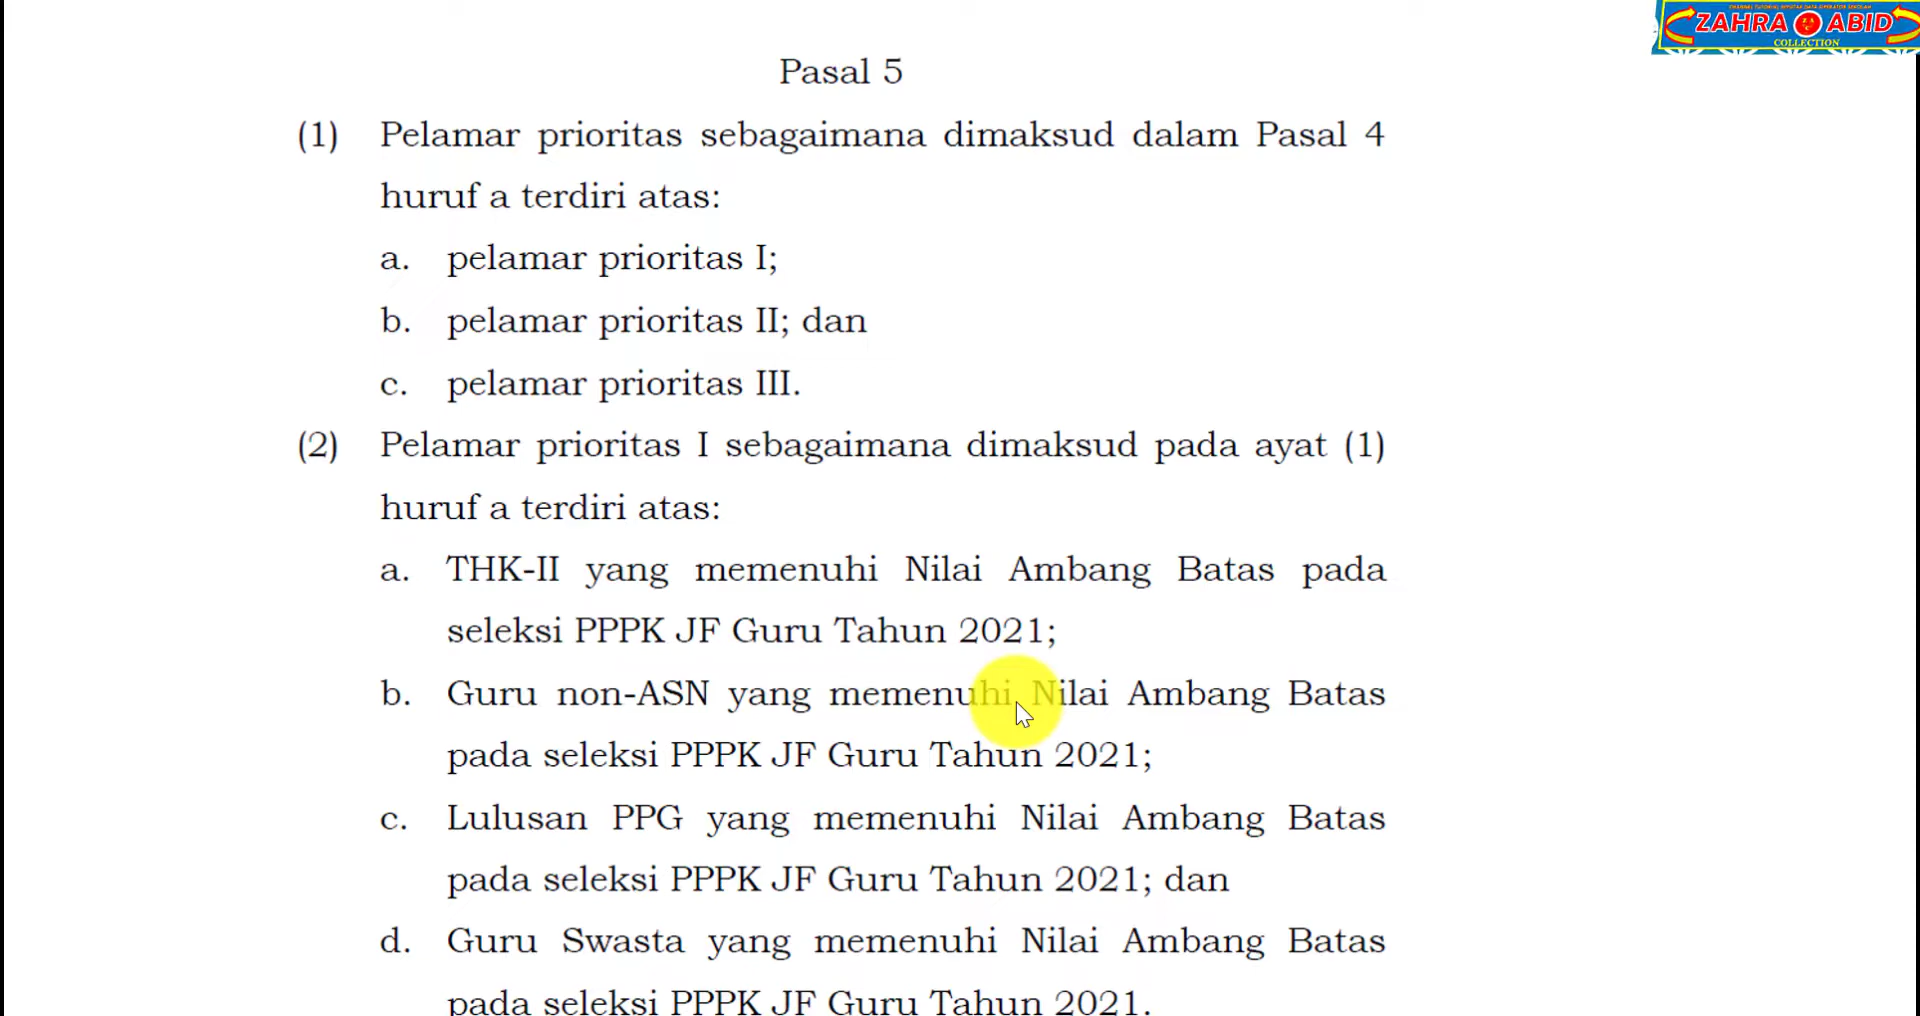 ZAHRA ABID
COLLECTION
Pasal 5
(1) Pelamar prioritas sebagaimana dimaksud dalam Pasal 4
huruf a terdiri atas:
a. pelamar prioritas I;
b. pelamar prioritas II; dan
c. pelamar prioritas III.
(2) Pelamar prioritas I sebagaimana dimaksud pada ayat (1)
huruf a terdiri atas:
a. THK-II yang memenuhi Nilai Ambang Batas pada
seleksi PPPK JF Guru Tahun 2021;
b. Guru non-ASN yang memenuhi Nilai Ambang Batas
pada seleksi PPPK JF Guru Tahun 2021;
c. Lulusan PPG yang memenuhi Nilai Ambang Batas
pada seleksi PPPK JF Guru Tahun 2021; dan
d. Guru Swasta yang memenuhi Nilai Ambang Batas
pada seleksi PPPK JF Guru Tahun 2021.